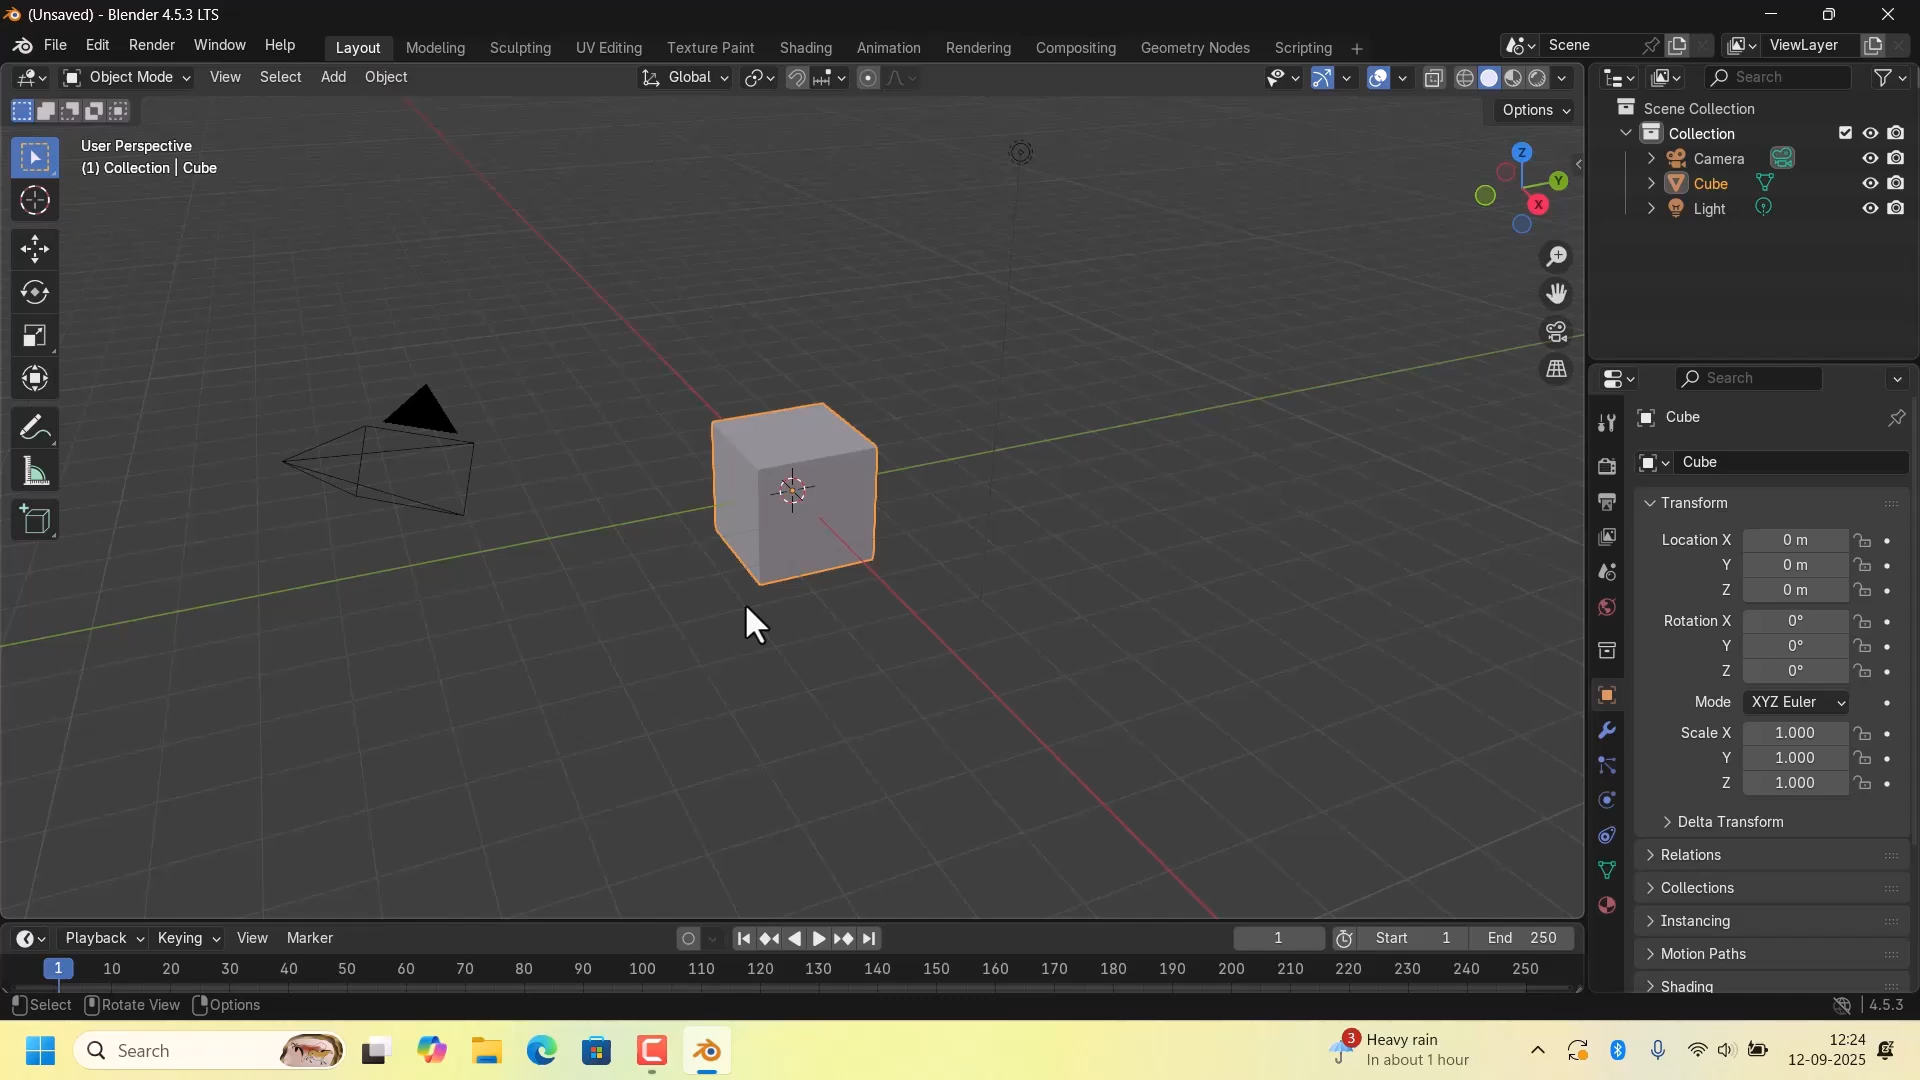 (Unsaved) - Blender 4.5.3 LTS
File Edit Render Window Help
Layout Modeling Sculpting UV Editing Texture Paint Shading Animation Rendering Compositing Geometry Nodes Scripting +
Scene
ViewLayer
Object Mode View Select Add Object
Global
Search
Options
User Perspective
(1) Collection | Cube
Z
Y
X
Scene Collection
Collection
Camera
Cube
Light
Search
Cube
Cube
Transform
Location X 0 m
Y 0 m
Z 0 m
Rotation X 0°
Y 0°
Z 0°
Mode XYZ Euler
Scale X 1.000
Y 1.000
Z 1.000
Delta Transform
Relations
Collections
Instancing
Motion Paths
Shading
Playback Keying View Marker
1
Start 1
End 250
1 10 20 30 40 50 60 70 80 90 100 110 120 130 140 150 160 170 180 190 200 210 220 230 240 250
Select Rotate View Options
4.5.3
Search
3
Heavy rain
In about 1 hour
12:24
12-09-2025